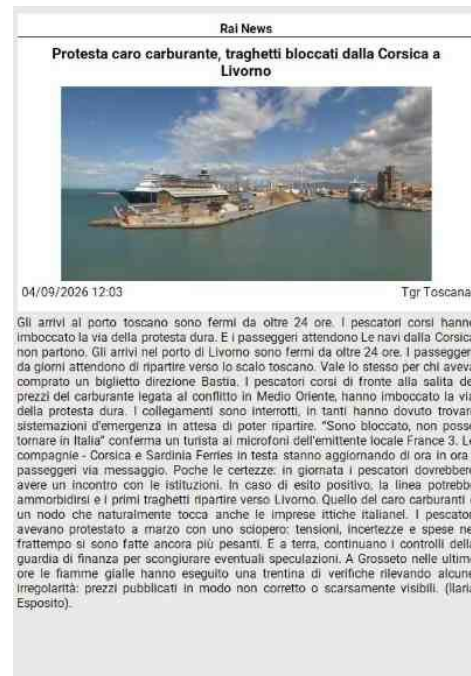 Rai News
Protesta caro carburante, traghetti bloccati dalla Corsica a
Livorno
04/09/2026 12:03
Tgr Toscana
Gli arrivi al porto toscano sono fermi da oltre 24 ore. I pescatori corsi hanno
imboccato la via della protesta dura. E i passeggeri attendono Le navi dalla Corsica
non partono. Gli arrivi nel porto di Livorno sono fermi da oltre 24 ore. I passegger
da giorni attendono di ripartire verso lo scalo toscano. Vale lo stesso per chi aveva
comprato un biglietto direzione Bastia. I pescatori corsi di fronte alla salita de
prezzi del carburante legata al conflitto in Medio Oriente, hanno imboccato la via
della protesta dura. I collegamenti sono interrotti, in tanti hanno dovuto trovare
sistemazioni d'emergenza in attesa di poter ripartire. "Sono bloccato, non posso
tornare in Italia" conferma un turista ai microfoni dell'emittente locale France 3. Le
compagnie - Corsica e Sardinia Ferries in testa stanno aggiornando di ora in ora
passeggeri via messaggio. Poche le certezze: in giornata i pescatori dovrebbero
avere un incontro con le istituzioni. In caso di esito positivo, la linea potrebbe
ammorbidirsi e i primi traghetti ripartire verso Livorno. Quello del caro carburanti
un nodo che naturalmente tocca anche le imprese ittiche italianel. I pescator
avevano protestato a marzo con uno sciopero: tensioni, incertezze e spese ne
frattempo si sono fatte ancora più pesanti. E a terra, continuano i controlli della
guardia di finanza per scongiurare eventuali speculazioni. A Grosseto nelle ultime
ore le fiamme gialle hanno eseguito una trentina di verifiche rilevando alcune
irregolarità: prezzi pubblicati in modo non corretto o scarsamente visibili. (Ilaria
Esposito).